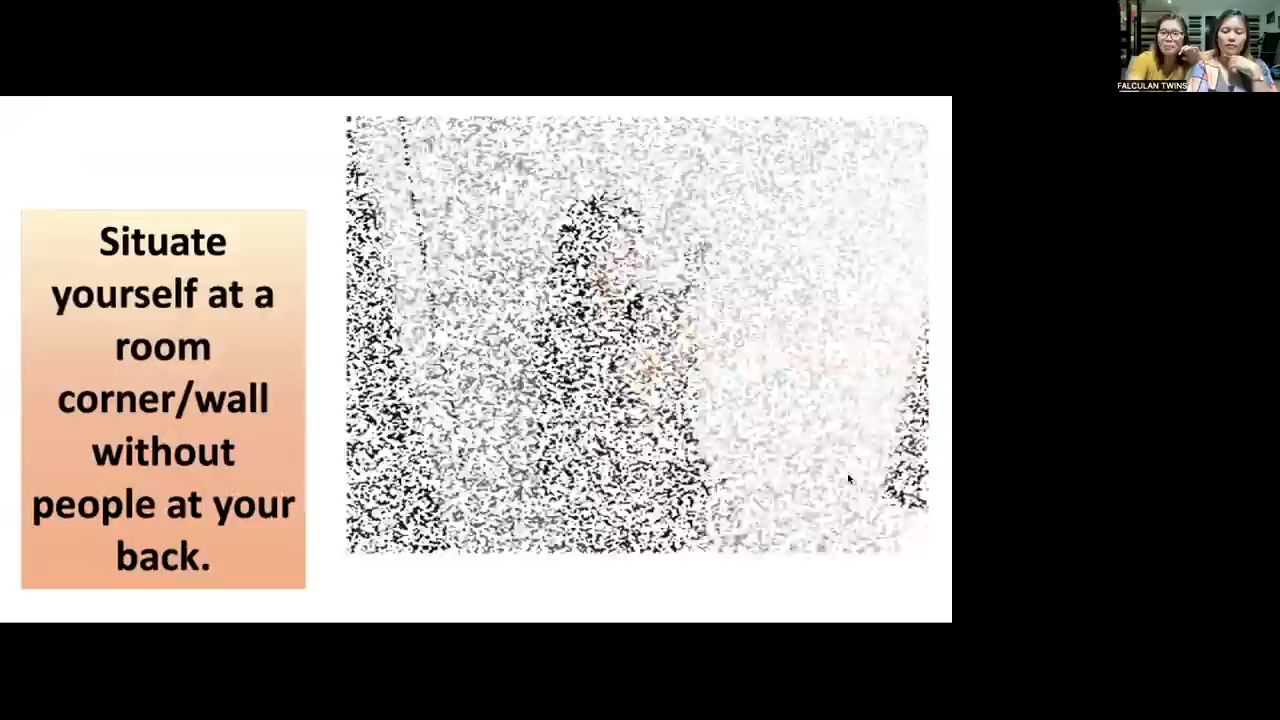 FALCULAN TWINS
Situate
yourself at a
room
corner/wall
without
people at your
back.